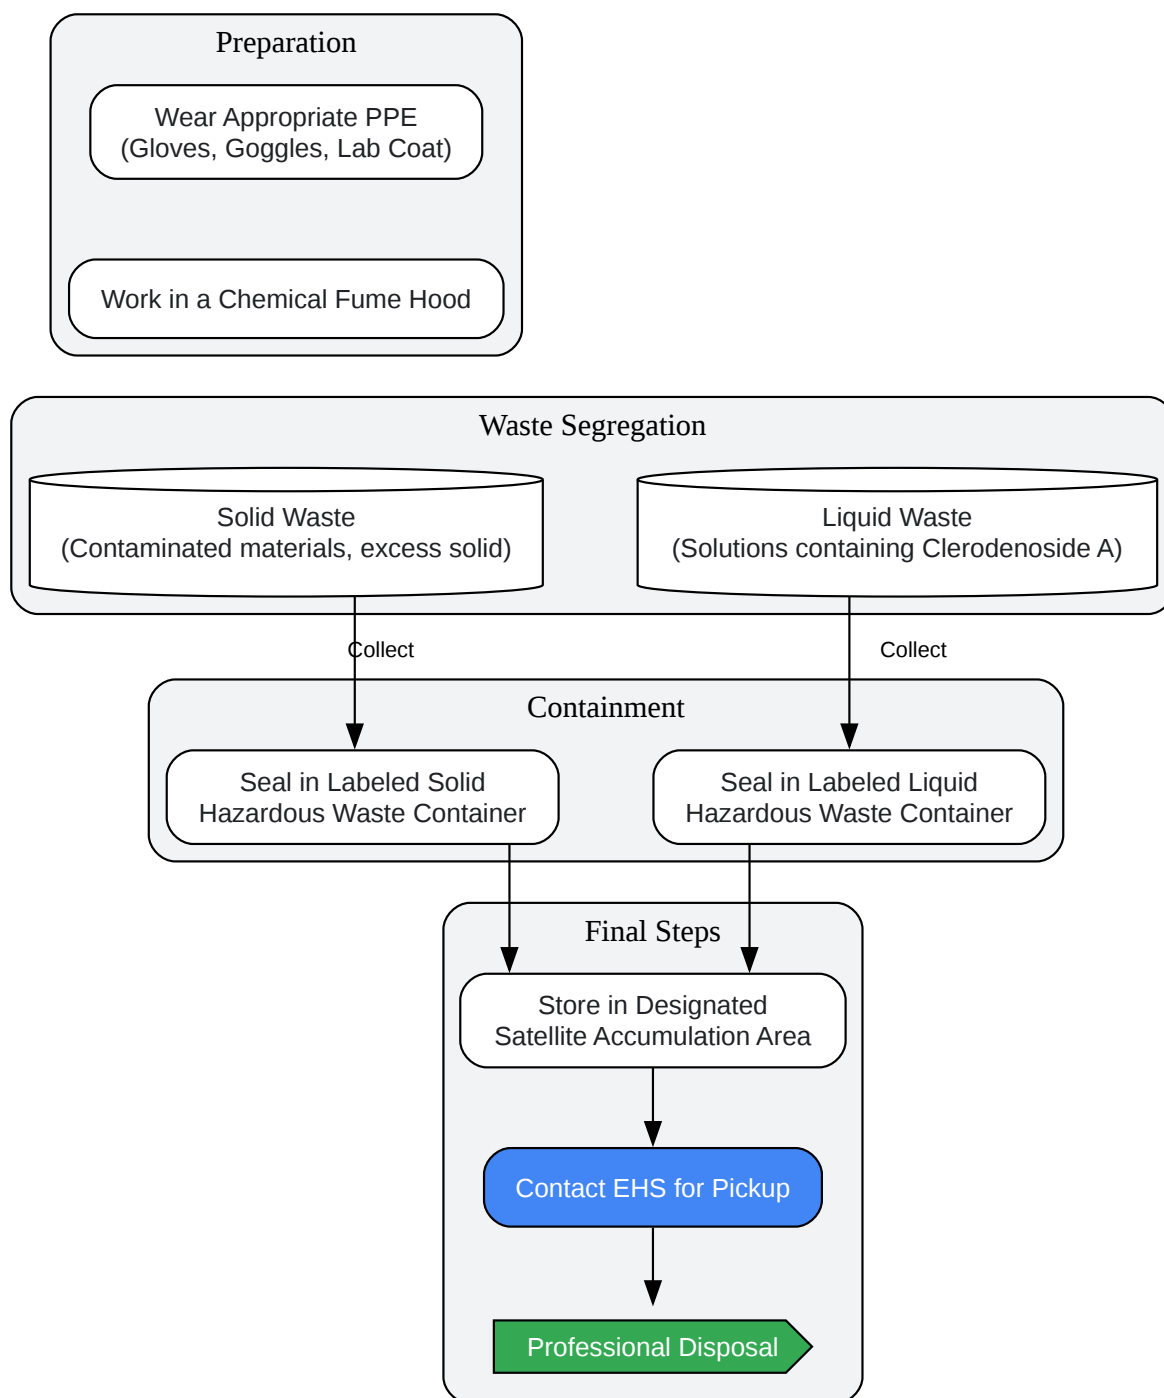 Preparation
Wear Appropriate PPE
(Gloves, Goggles, Lab Coat)
Work in a Chemical Fume Hood
Waste Segregation
Solid Waste
(Contaminated materials, excess solid)
Liquid Waste
(Solutions containing Clerodenoside A)
Collect
Collect
Containment
Seal in Labeled Solid
Hazardous Waste Container
Seal in Labeled Liquid
Hazardous Waste Container
Final Steps
Store in Designated
Satellite Accumulation Area
Contact EHS for Pickup
Professional Disposal